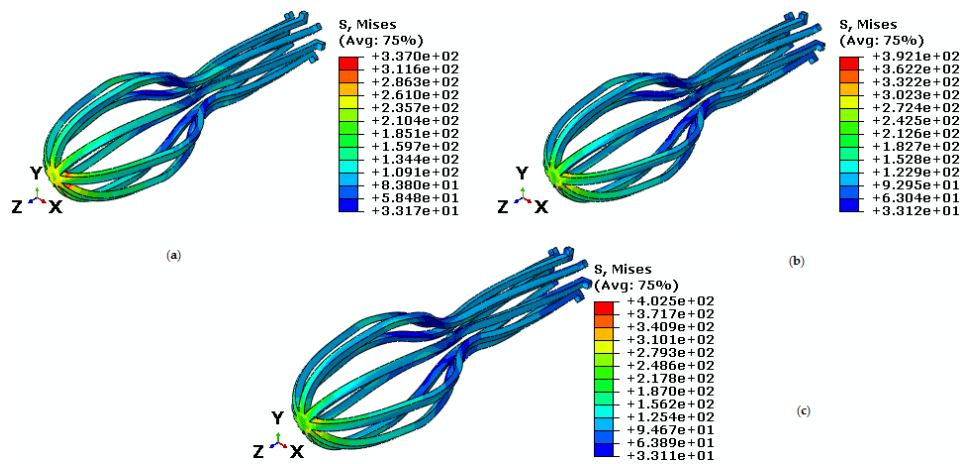 S, Mises
(Avg: 75%)
+3.370e+02
+3.116e+02
+2.863e+02
+2.610e+02
+2.357e+02
+2.104e+02
+1.851e+02
+1.597e+02
+1.344e+02
+1.091e+02
+8.380e+01
+5.848e+01
+3.317e+01
Y
Z X
(a)
S, Mises
(Avg: 75%)
+3.921e+02
+3.622e+02
+3.322e+02
+3.023e+02
+2.724e+02
+2.425e+02
+2.126e+02
+1.827e+02
+1.528e+02
+1.229e+02
+9.295e+01
+6.304e+01
+3.312e+01
Y
Z X
(b)
S, Mises
(Avg: 75%)
+4.025e+02
+3.717e+02
+3.409e+02
+3.101e+02
+2.793e+02
+2.486e+02
+2.178e+02
+1.870e+02
+1.562e+02
+1.254e+02
+9.467e+01
+6.389e+01
+3.311e+01
Y
Z X
(c)